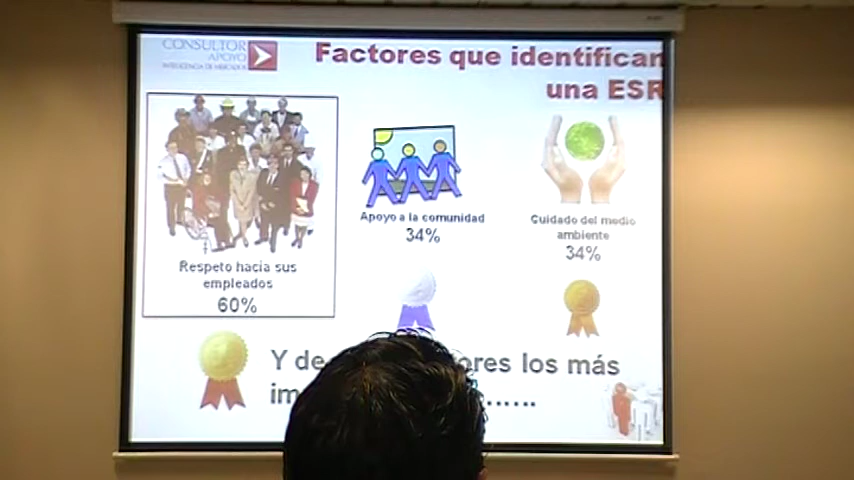 CONSULTOR
APOYO
INTELIGENCIA DE MERCADOS
Factores que identifican
una ESR
Apoyo a la comunidad
34%
Cuidado del medio
ambiente
34%
Respeto hacia sus
empleados
60%
Y de ores los más
im ......